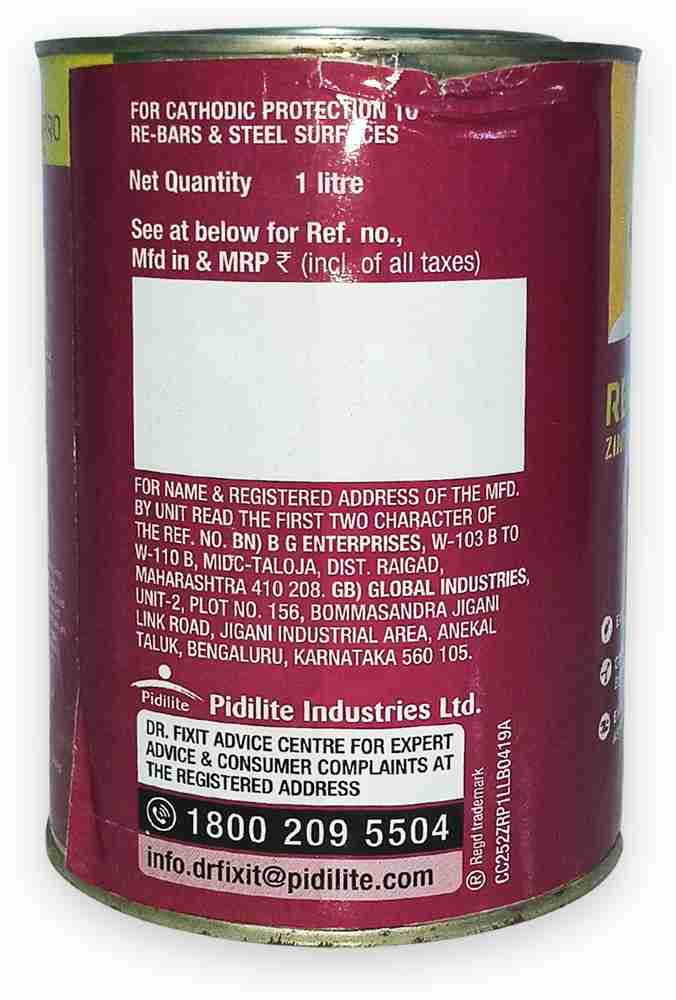 FOR CATHODIC PROTECTION TO
RE-BARS & STEEL SURFACES
Net Quantity 1 litre
See at below for Ref. no.,
Mfd in & MRP ₹ (incl. of all taxes)
FOR NAME & REGISTERED ADDRESS OF THE MFD.
BY UNIT READ THE FIRST TWO CHARACTER OF
THE REF. NO. BN) B G ENTERPRISES, W-103 B TO
W-110 B, MIDC-TALOJA, DIST. RAIGAD,
MAHARASHTRA 410 208. GB) GLOBAL INDUSTRIES,
UNIT-2, PLOT NO. 156, BOMMASANDRA JIGANI
LINK ROAD, JIGANI INDUSTRIAL AREA, ANEKAL
TALUK, BENGALURU, KARNATAKA 560 105.
Pidilite Pidilite Industries Ltd.
DR. FIXIT ADVICE CENTRE FOR EXPERT
ADVICE & CONSUMER COMPLAINTS AT
THE REGISTERED ADDRESS
1800 209 5504
info.drfixit@pidilite.com
® Regd trademark
CC252ZRP1LLB0419A